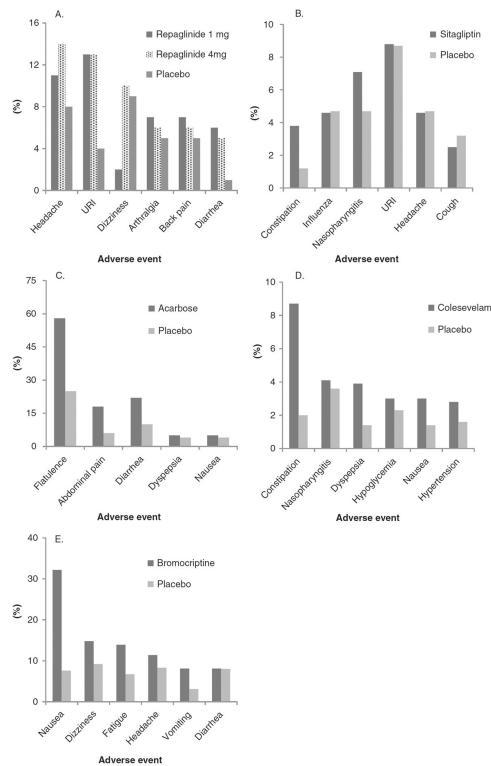 A.
Repaglinide 1 mg
Repaglinide 4mg
Placebo
16
12
8
4
0
(%)
Headache
URI
Dizziness
Arthralgia
Back pain
Diarrhea
Adverse event
B.
Sitagliptin
Placebo
10
8
6
4
2
0
(%)
Constipation
Influenza
Nasopharyngitis
URI
Headache
Cough
Adverse event
C.
Acarbose
Placebo
75
60
45
30
15
0
(%)
Flatulence
Abdominal pain
Diarrhea
Dyspepsia
Nausea
Adverse event
D.
Colesevelam
Placebo
10
8
6
4
2
0
(%)
Constipation
Nasopharyngitis
Dyspepsia
Hypoglycemia
Nausea
Hypertension
Adverse event
E.
Bromocriptine
Placebo
40
30
20
10
0
(%)
Nausea
Dizziness
Fatigue
Headache
Vomiting
Diarrhea
Adverse event